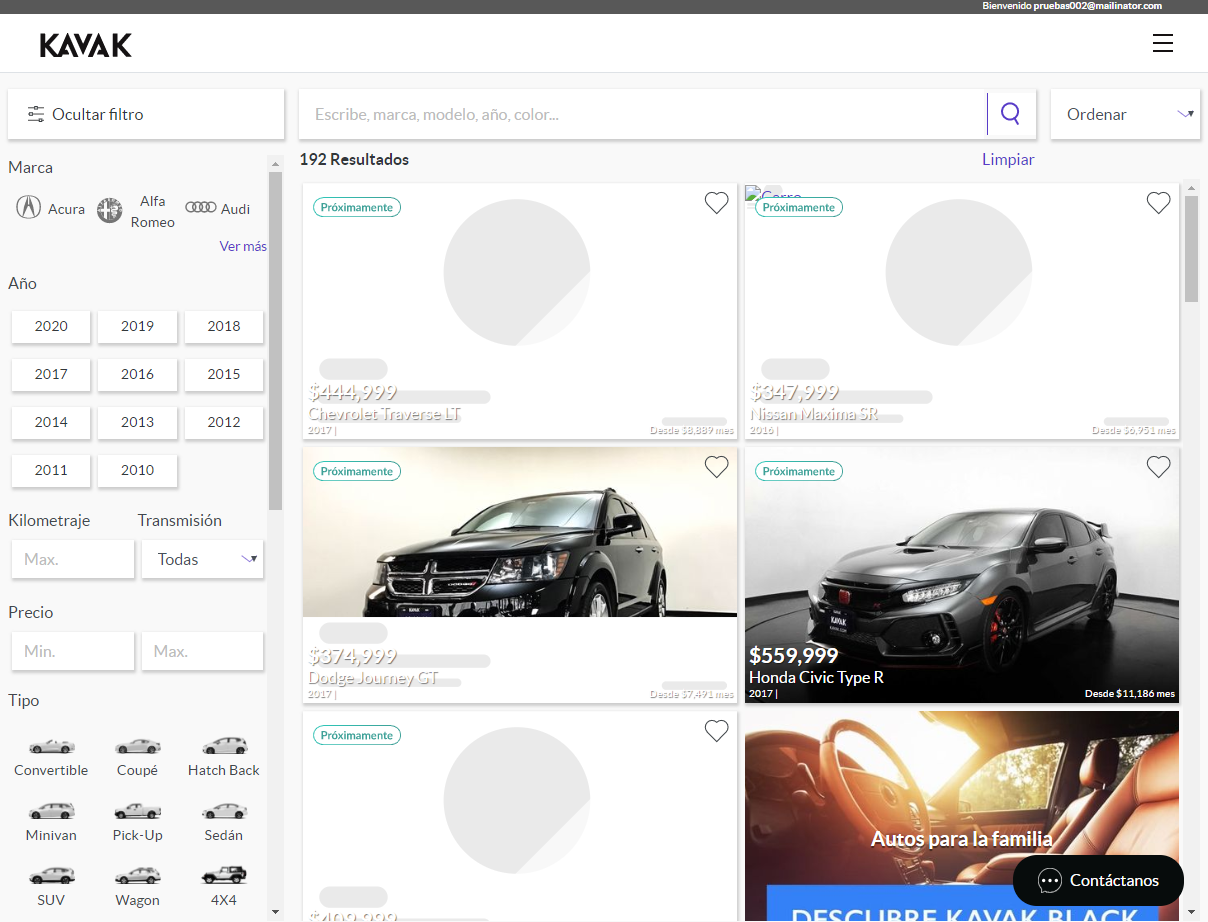 Bienvenido pruebas002@mailinator.com
KAVAK
Ocultar filtro
Escribe, marca, modelo, año, color...
Ordenar
192 Resultados
Limpiar
Marca
Acura
Alfa Romeo
Audi
Ver más
Año
2020
2019
2018
2017
2016
2015
2014
2013
2012
2011
2010
Kilometraje
Transmisión
Max.
Todas
Precio
Min.
Max.
Tipo
Convertible
Coupé
Hatch Back
Minivan
Pick-Up
Sedán
SUV
Wagon
4X4
Próximamente
$444,999
Chevrolet Traverse LT
2017 |
Desde $8,889 mes
Carro
Próximamente
$347,999
Nissan Maxima SR
2016 |
Desde $6,951 mes
Próximamente
KAVAK
$374,999
Dodge Journey GT
2017 |
Desde $7,491 mes
Próximamente
KAVAK
KAVAK.COM
$559,999
Honda Civic Type R
2017 |
Desde $11,186 mes
Próximamente
Autos para la familia
DESCUBRE KAVAK BLACK
Contáctanos